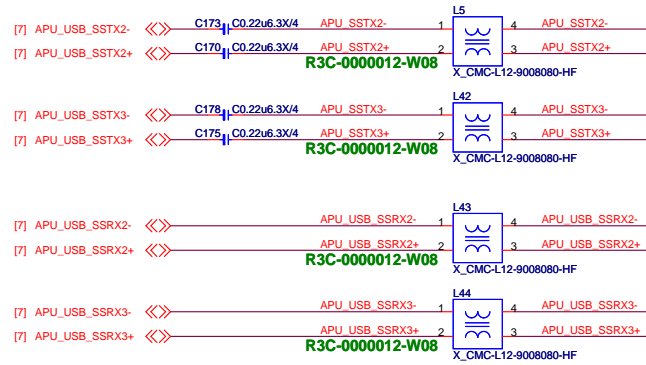 L5
[7] APU_USB_SSTX2- C173 C0.22u6.3X/4 APU_SSTX2- 1 4 APU_SSTX2-
[7] APU_USB_SSTX2+ C170 C0.22u6.3X/4 APU_SSTX2+ 2 3 APU_SSTX2+
R3C-0000012-W08
X_CMC-L12-9008080-HF
L42
[7] APU_USB_SSTX3- C178 C0.22u6.3X/4 APU_SSTX3- 1 4 APU_SSTX3-
[7] APU_USB_SSTX3+ C175 C0.22u6.3X/4 APU_SSTX3+ 2 3 APU_SSTX3+
R3C-0000012-W08
X_CMC-L12-9008080-HF
L43
[7] APU_USB_SSRX2- APU_USB_SSRX2- 1 4 APU_USB_SSRX2-
[7] APU_USB_SSRX2+ APU_USB_SSRX2+ 2 3 APU_USB_SSRX2+
R3C-0000012-W08
X_CMC-L12-9008080-HF
L44
[7] APU_USB_SSRX3- APU_USB_SSRX3- 1 4 APU_USB_SSRX3-
[7] APU_USB_SSRX3+ APU_USB_SSRX3+ 2 3 APU_USB_SSRX3+
R3C-0000012-W08
X_CMC-L12-9008080-HF